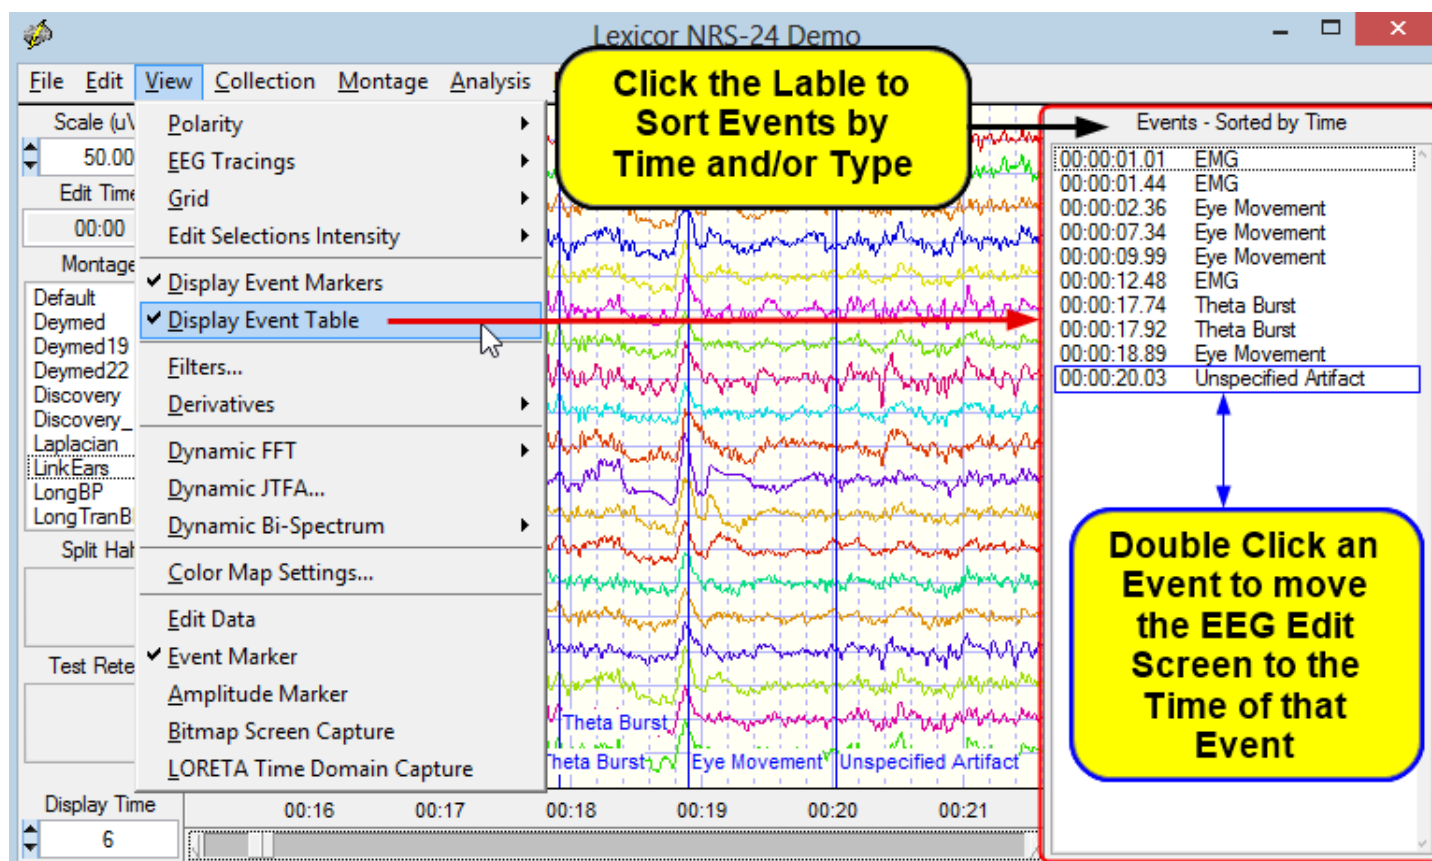 Lexicor NRS-24 Demo
File Edit View Collection Montage Analysis
Click the Lable to
Sort Events by
Time and/or Type
Scale (uV
50.00
Edit Time
00:00
Montage
Default
Deymed
Deymed19
Deymed22
Discovery
Discovery_
Laplacian
LinkEars
LongBP
LongTranB
Split Hal
Test Rete
Display Time
6
Polarity
EEG Tracings
Grid
Edit Selections Intensity
Display Event Markers
Display Event Table
Filters...
Derivatives
Dynamic FFT
Dynamic JTFA...
Dynamic Bi-Spectrum
Color Map Settings...
Edit Data
Event Marker
Amplitude Marker
Bitmap Screen Capture
LORETA Time Domain Capture
Theta Burst
Theta Burst Eye Movement Unspecified Artifact
00:16 00:17 00:18 00:19 00:20 00:21
Events - Sorted by Time
00:00:01.01 EMG
00:00:01.44 EMG
00:00:02.36 Eye Movement
00:00:07.34 Eye Movement
00:00:09.99 Eye Movement
00:00:12.48 EMG
00:00:17.74 Theta Burst
00:00:17.92 Theta Burst
00:00:18.89 Eye Movement
00:00:20.03 Unspecified Artifact
Double Click an
Event to move
the EEG Edit
Screen to the
Time of that
Event